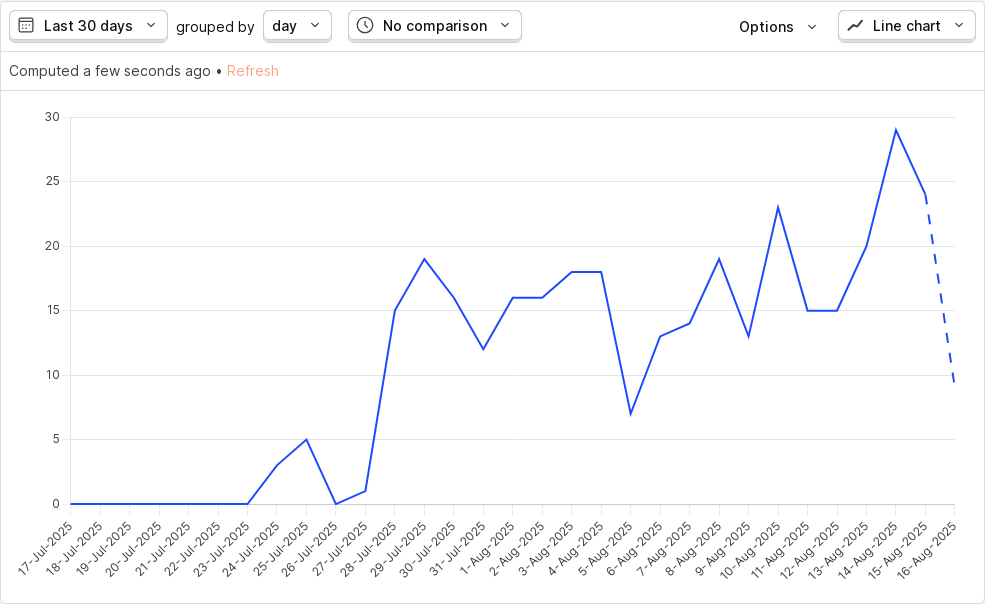 Last 30 days grouped by day No comparison Options Line chart
Computed a few seconds ago • Refresh
30
25
20
15
10
5
0
17-Jul-2025
18-Jul-2025
19-Jul-2025
20-Jul-2025
21-Jul-2025
22-Jul-2025
23-Jul-2025
24-Jul-2025
25-Jul-2025
26-Jul-2025
27-Jul-2025
28-Jul-2025
29-Jul-2025
30-Jul-2025
31-Jul-2025
1-Aug-2025
2-Aug-2025
3-Aug-2025
4-Aug-2025
5-Aug-2025
6-Aug-2025
7-Aug-2025
8-Aug-2025
9-Aug-2025
10-Aug-2025
11-Aug-2025
12-Aug-2025
13-Aug-2025
14-Aug-2025
15-Aug-2025
16-Aug-2025